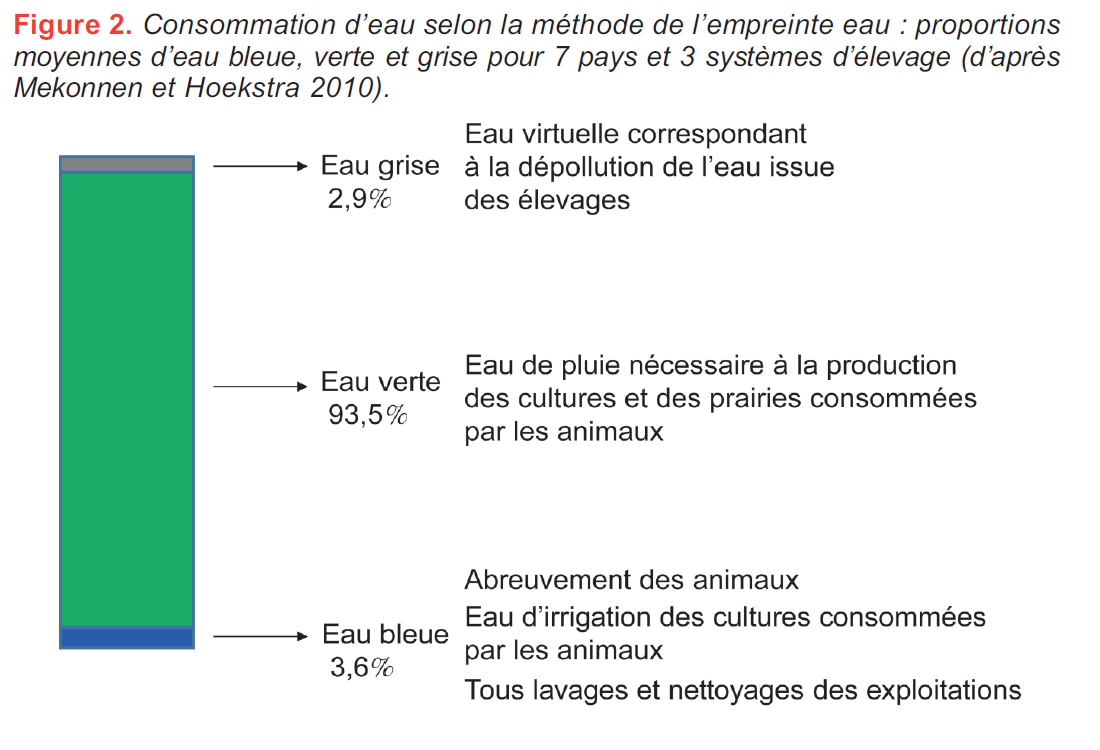 Figure 2. Consommation d’eau selon la méthode de l’empreinte eau : proportions
moyennes d’eau bleue, verte et grise pour 7 pays et 3 systèmes d’élevage (d’après
Mekonnen et Hoekstra 2010).
Eau grise
2,9%
Eau virtuelle correspondant
à la dépollution de l’eau issue
des élevages
Eau verte
93,5%
Eau de pluie nécessaire à la production
des cultures et des prairies consommées
par les animaux
Eau bleue
3,6%
Abreuvement des animaux
Eau d’irrigation des cultures consommées
par les animaux
Tous lavages et nettoyages des exploitations